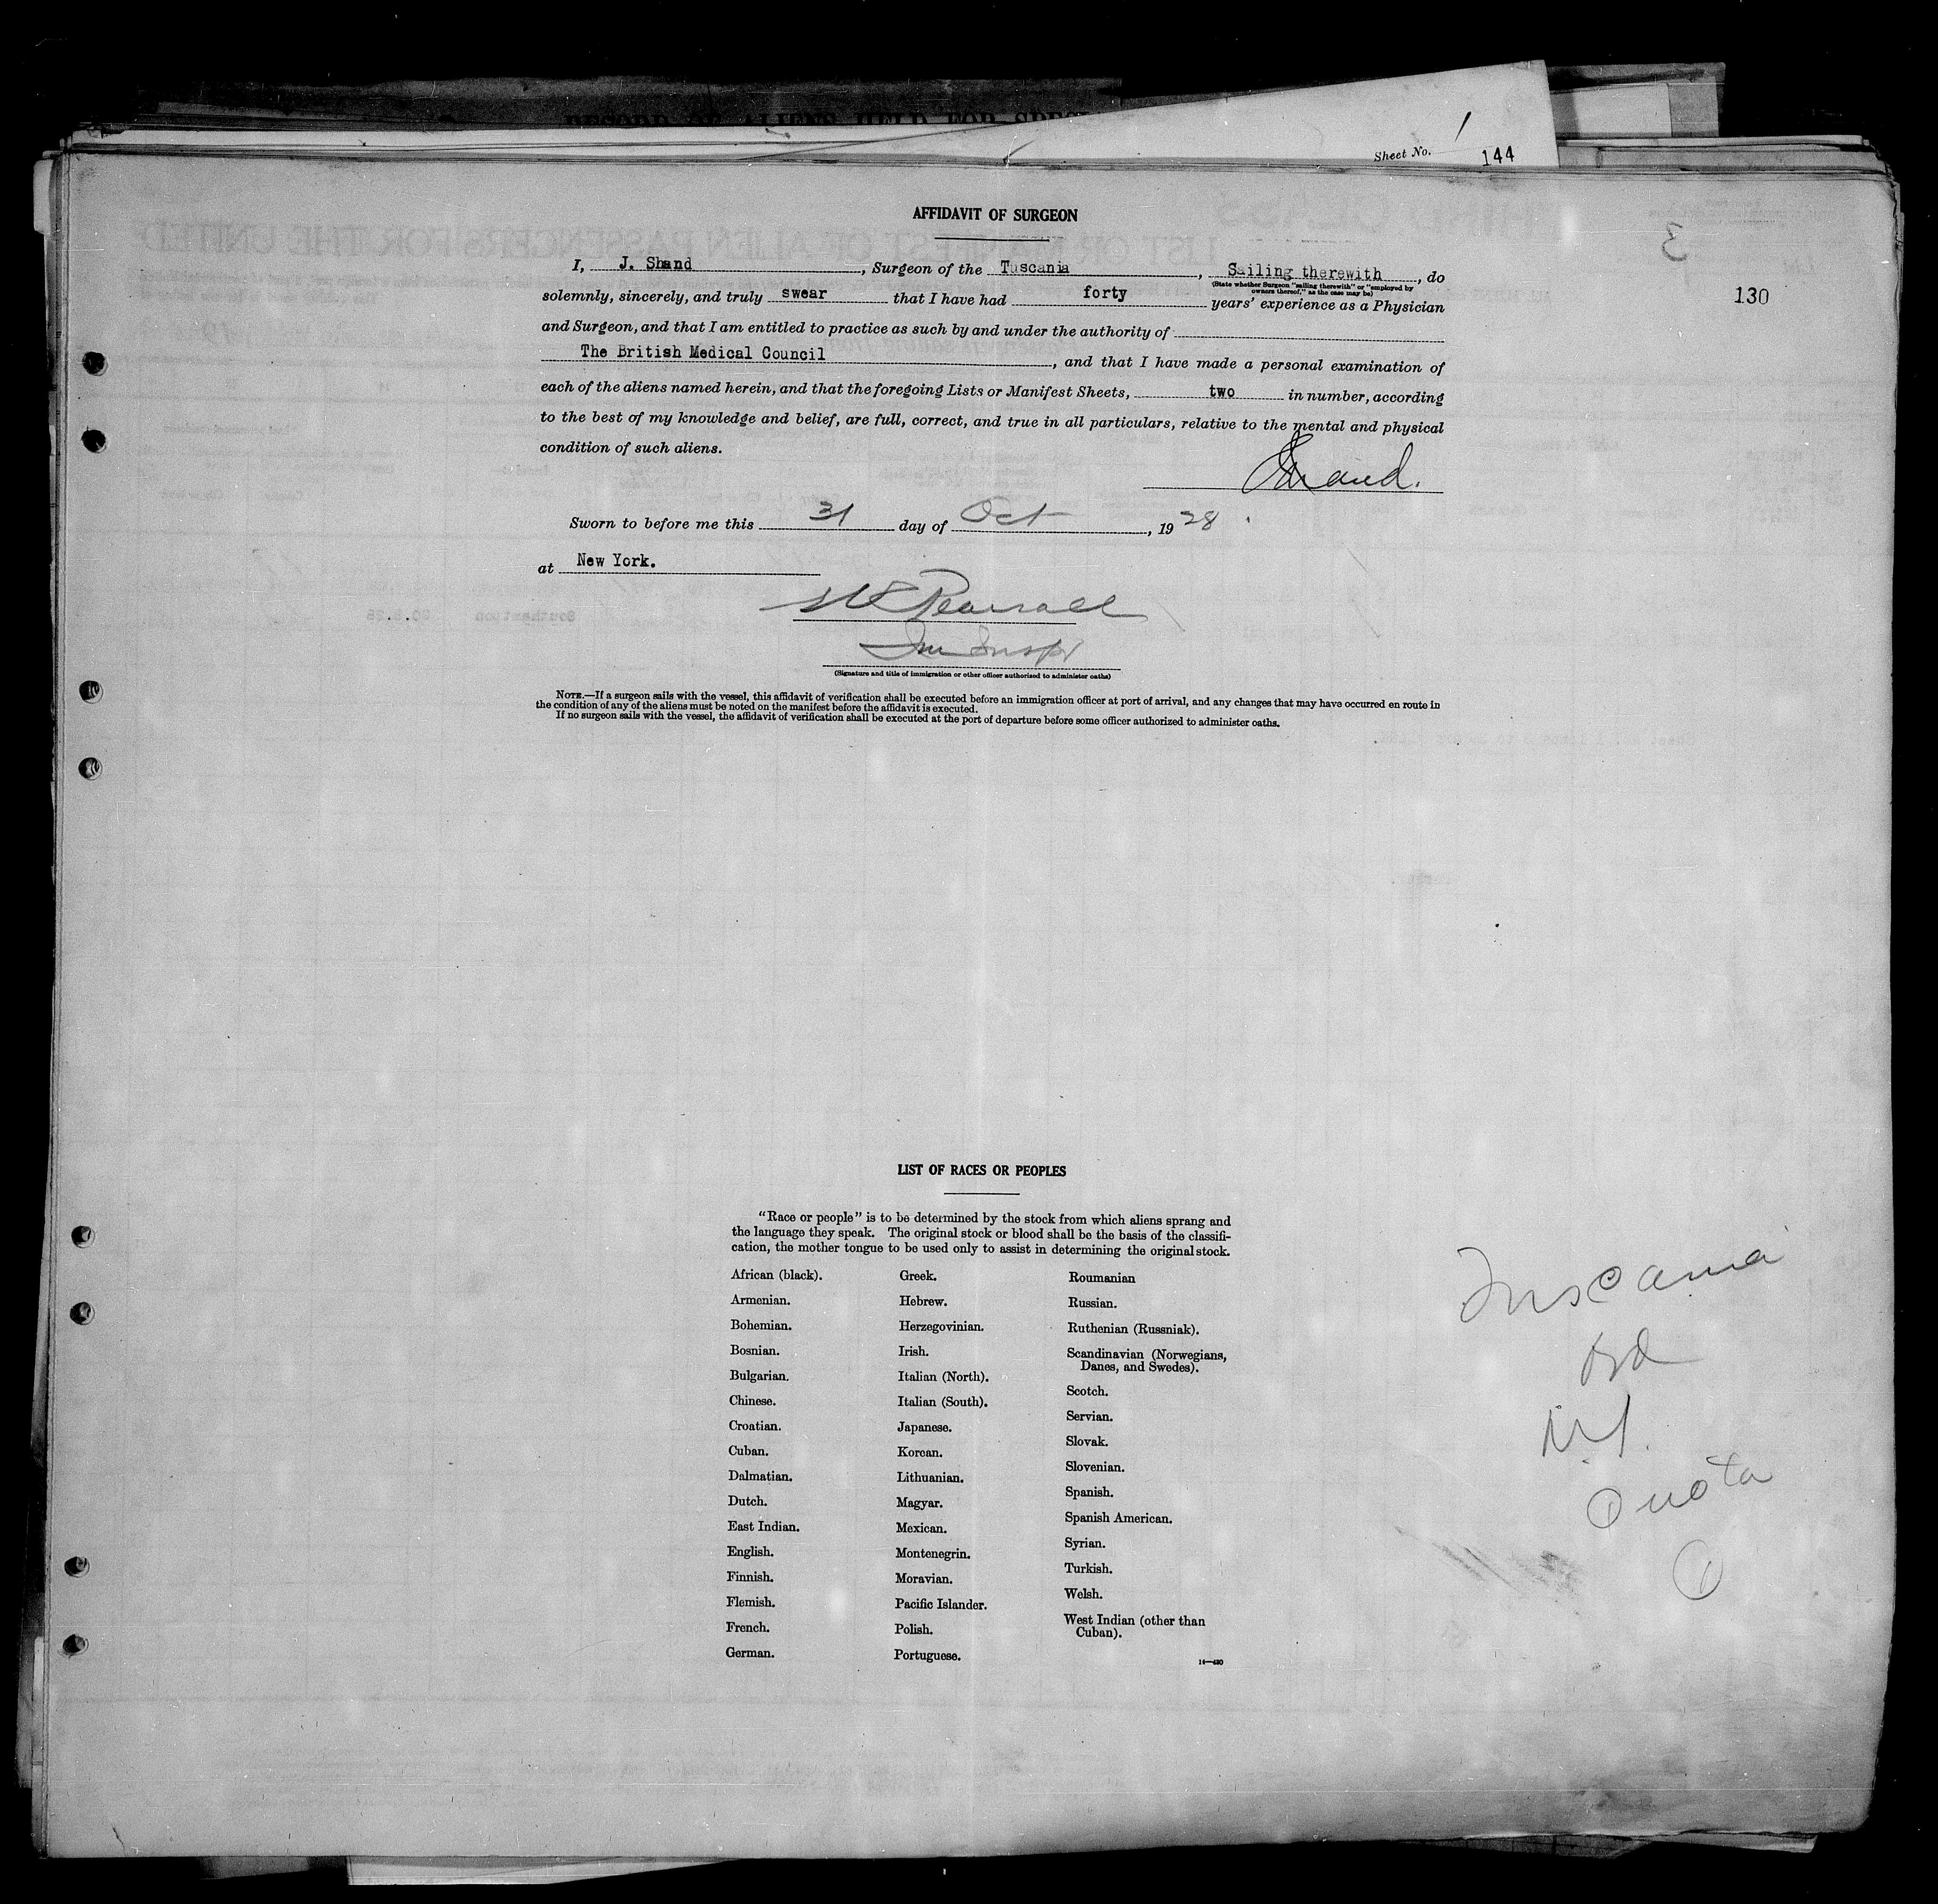 Sheet No. 144
AFFIDAVIT OF SURGEON
130
I, J. Shand, Surgeon of the Tuscania, Sailing therewith, do
(State whether Surgeon "sailing therewith" or "employed by
owners thereof," as the case may be)
solemnly, sincerely, and truly swear that I have had forty years' experience as a Physician
and Surgeon, and that I am entitled to practice as such by and under the authority of
The British Medical Council, and that I have made a personal examination of
each of the aliens named herein, and that the foregoing Lists or Manifest Sheets, two in number, according
to the best of my knowledge and belief, are full, correct, and true in all particulars, relative to the mental and physical
condition of such aliens.
Sworn to before me this 31 day of Oct, 1928.
at New York.
(Signature and title of immigration or other officer authorized to administer oaths)
NOTE.—If a surgeon sails with the vessel, this affidavit of verification shall be executed before an immigration officer at port of arrival, and any changes that may have occurred en route in
the condition of any of the aliens must be noted on the manifest before the affidavit is executed.
If no surgeon sails with the vessel, the affidavit of verification shall be executed at the port of departure before some officer authorized to administer oaths.
LIST OF RACES OR PEOPLES
"Race or people" is to be determined by the stock from which aliens sprang and
the language they speak. The original stock or blood shall be the basis of the classifi-
cation, the mother tongue to be used only to assist in determining the original stock.
African (black).
Armenian.
Bohemian.
Bosnian.
Bulgarian.
Chinese.
Croatian.
Cuban.
Dalmatian.
Dutch.
East Indian.
English.
Finnish.
Flemish.
French.
German.
Greek.
Hebrew.
Herzegovinian.
Irish.
Italian (North).
Italian (South).
Japanese.
Korean.
Lithuanian.
Magyar.
Mexican.
Montenegrin.
Moravian.
Pacific Islander.
Polish.
Portuguese.
Roumanian
Russian.
Ruthenian (Russniak).
Scandinavian (Norwegians,
Danes, and Swedes).
Scotch.
Servian.
Slovak.
Slovenian.
Spanish.
Spanish American.
Syrian.
Turkish.
Welsh.
West Indian (other than
Cuban).
Tuscania
Quota
1